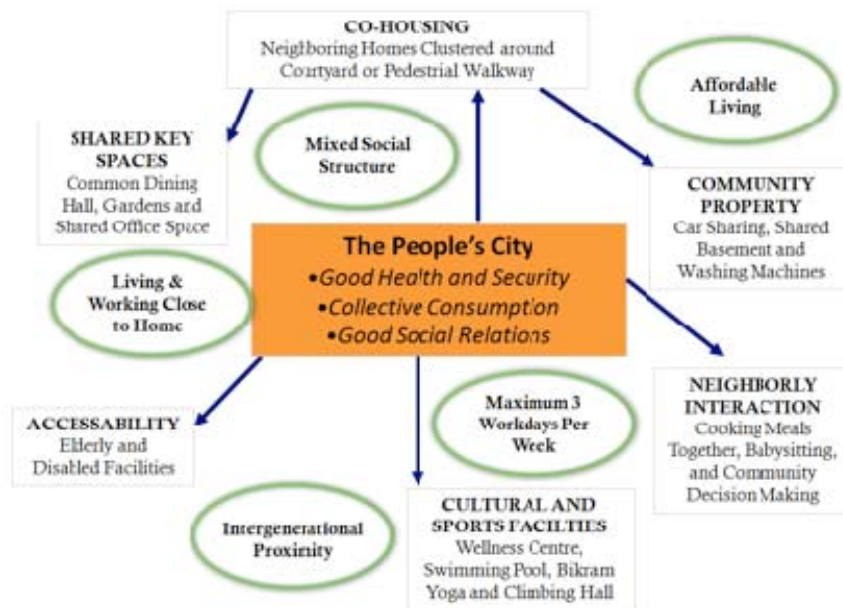 CO-HOUSING
Neighboring Homes Clustered around
Courtyard or Pedestrial Walkway
Affordable
Living
Mixed Social
Structure
SHARED KEY
SPACES
Common Dining
Hall, Gardens and
Shared Office Space
COMMUNITY
PROPERTY
Car Sharing, Shared
Basement and
Washing Machines
The People's City
•Good Health and Security
•Collective Consumption
•Good Social Relations
Living &
Working Close
to Home
NEIGHBORLY
INTERACTION
Cooking Meals
Together, Babysitting,
and Community
Decision Making
Maximum 3
Workdays Per
Week
ACCESSABILITY
Elderly and
Disabled Facilities
Intergenerational
Proximity
CULTURAL AND
SPORTS FACILTIES
Wellness Centre,
Swimming Pool, Bikram
Yoga and Climbing Hall